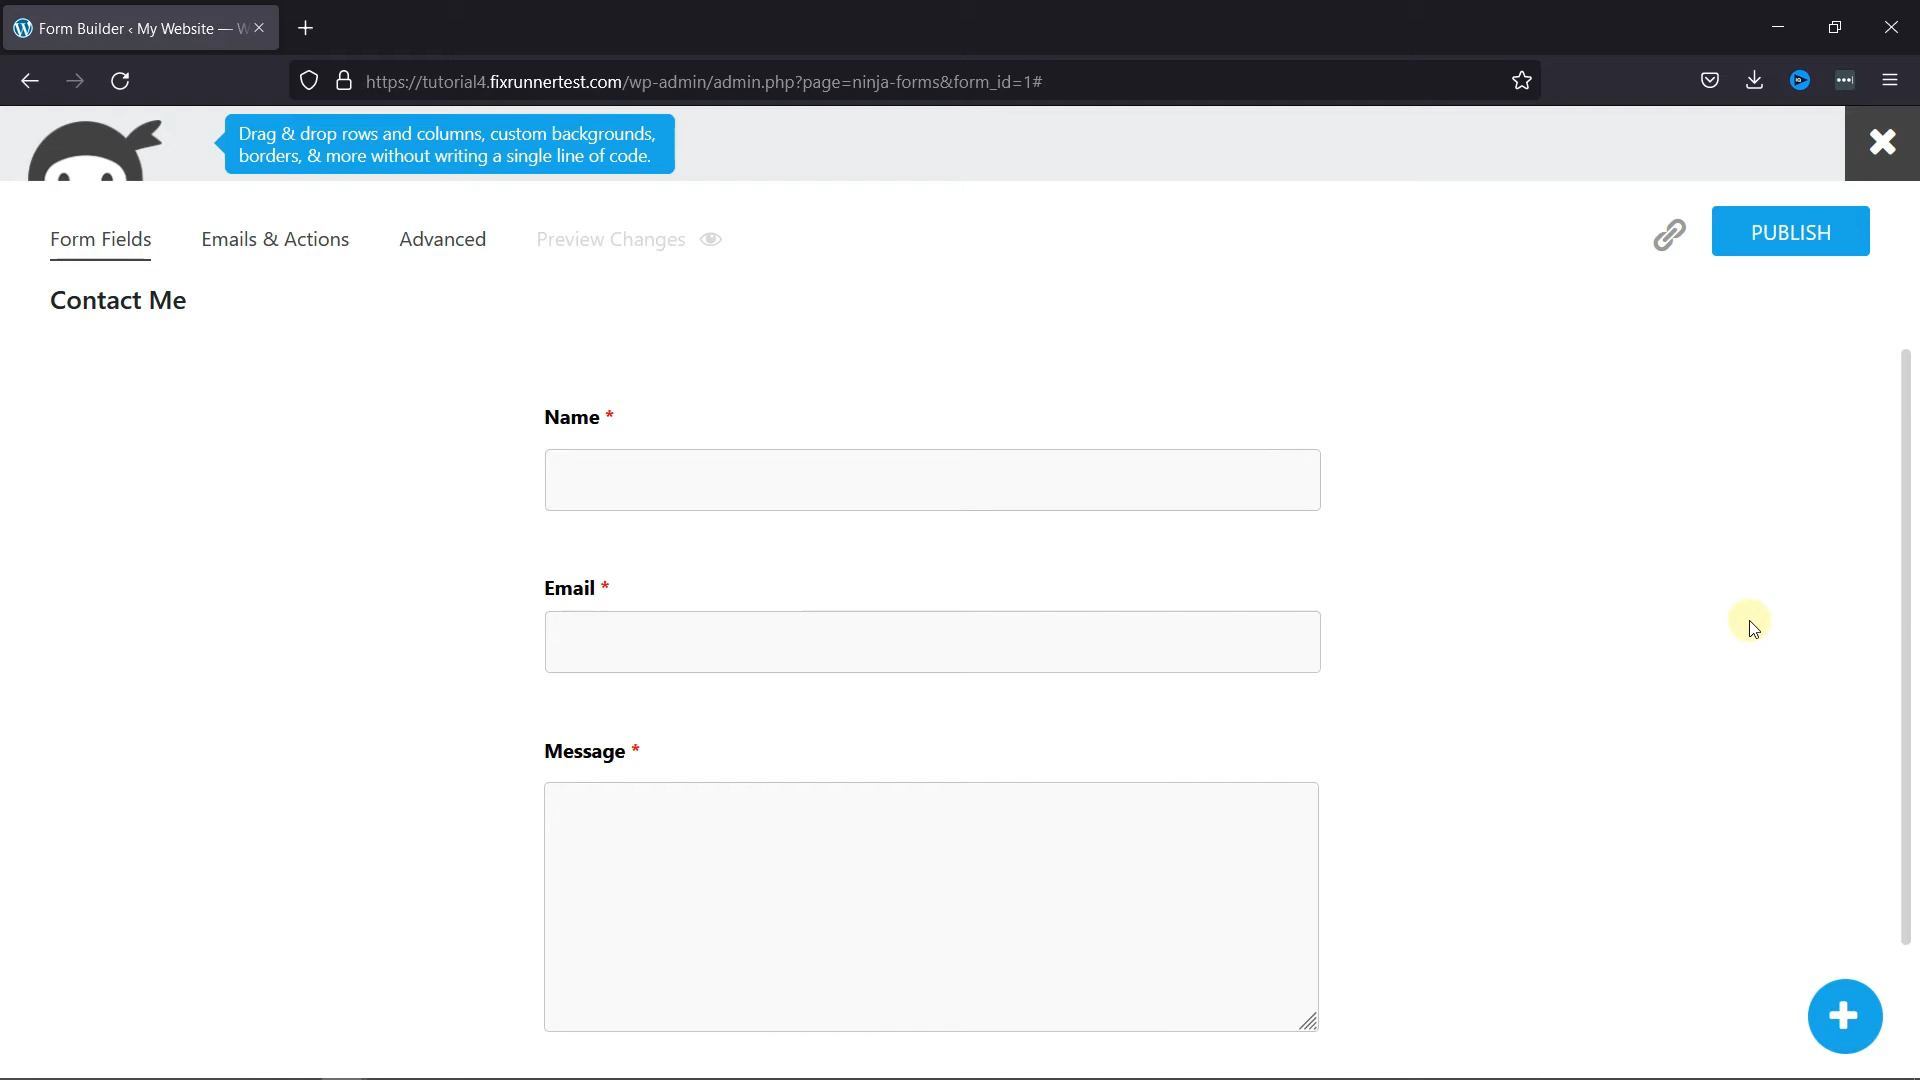 Form Builder ‹ My Website — W
https://tutorial4.fixrunnertest.com/wp-admin/admin.php?page=ninja-forms&form_id=1#
Drag & drop rows and columns, custom backgrounds,
borders, & more without writing a single line of code.
Form Fields
Emails & Actions
Advanced
Preview Changes
PUBLISH
Contact Me
Name *
Email *
Message *